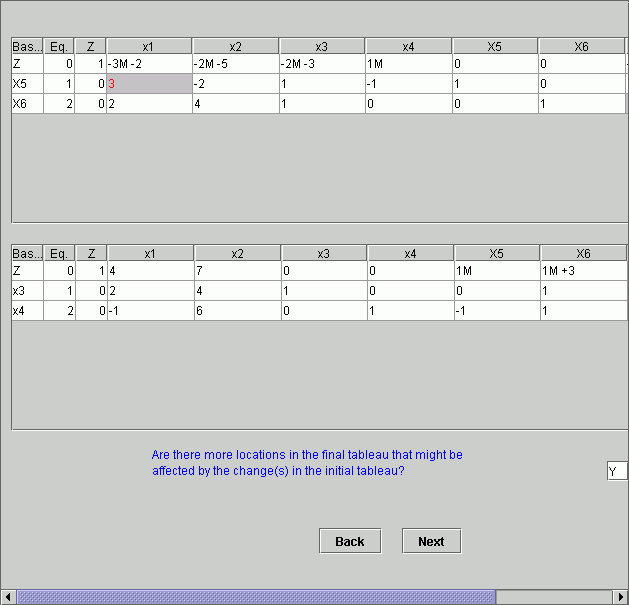 Bas... Eq. Z x1 x2 x3 x4 X5 X6
Z 0 1 -3M -2 -2M -5 -2M -3 1M 0 0
X5 1 0 3 -2 1 -1 1 0
X6 2 0 2 4 1 0 0 1
Bas... Eq. Z x1 x2 x3 x4 X5 X6
Z 0 1 4 7 0 0 1M 1M +3
x3 1 0 2 4 1 0 0 1
x4 2 0 -1 6 0 1 -1 1
Are there more locations in the final tableau that might be
affected by the change(s) in the initial tableau?
Y
Back Next